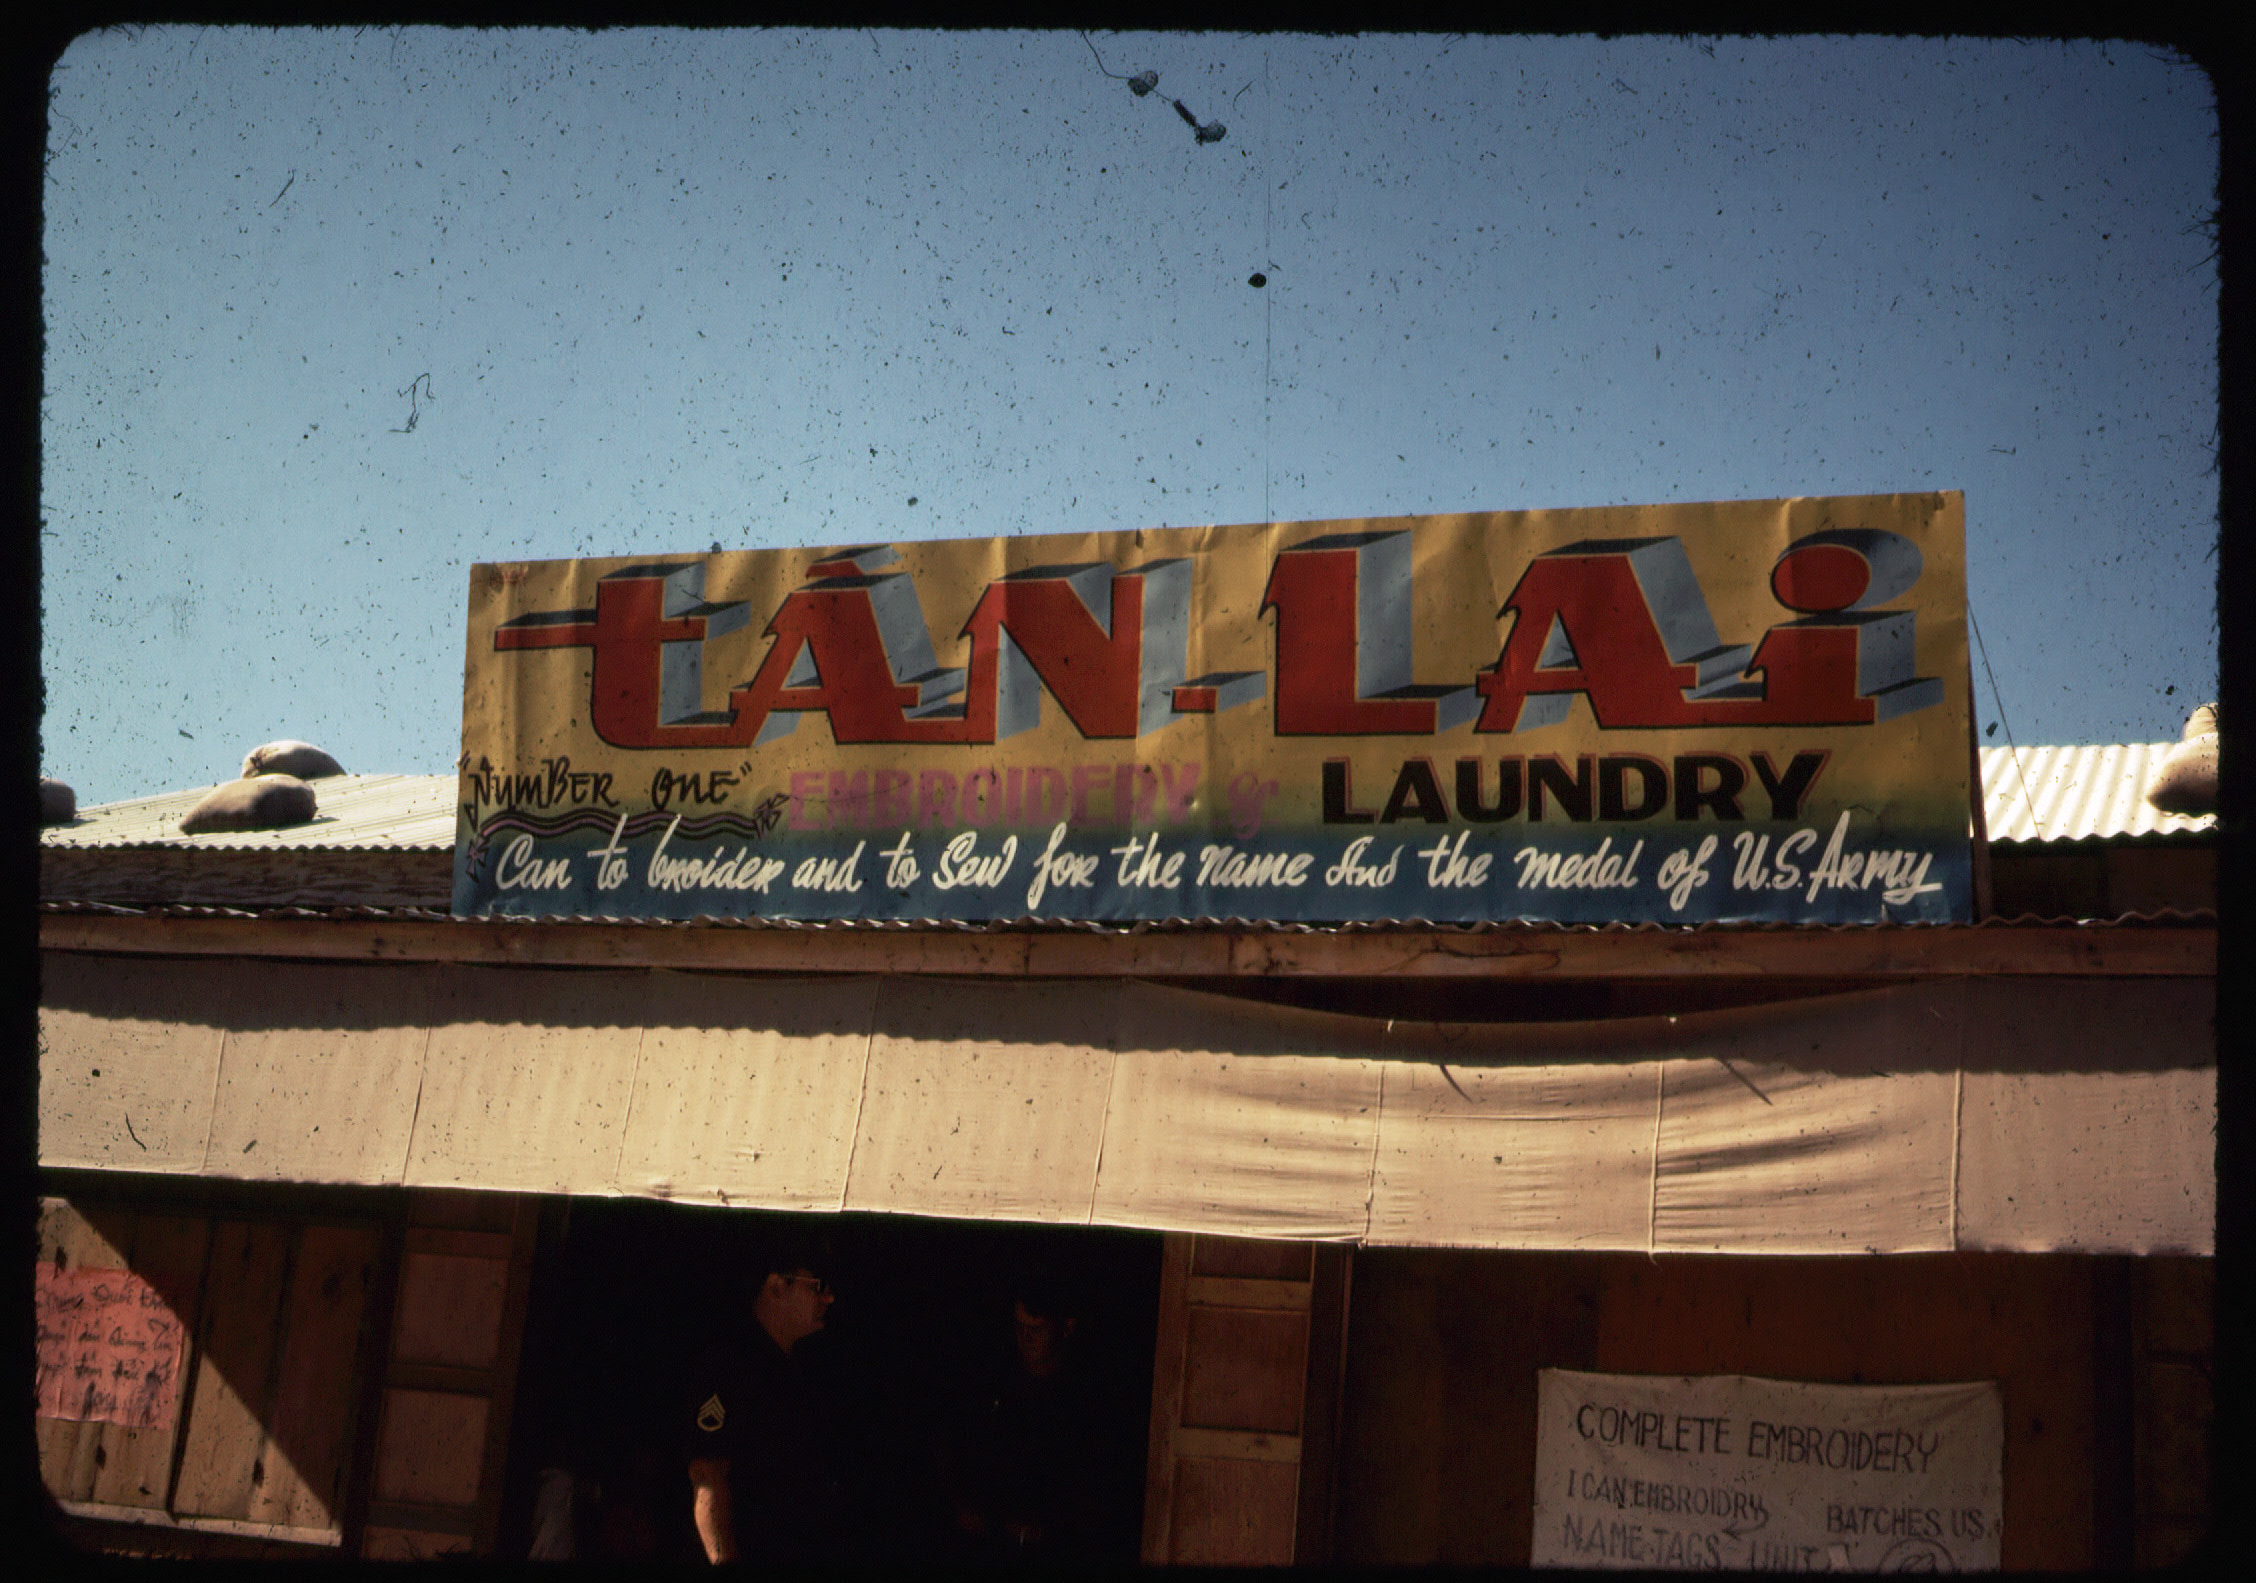 tÂN-LAi
"NumBER ONE" EMBROIDERY & LAUNDRY
Can to broider and to Sew for the name And the medal of U.S. Army
COMPLETE EMBROIDERY
I CAN EMBROIDRY BATCHES US.
NAME TAGS UNIT